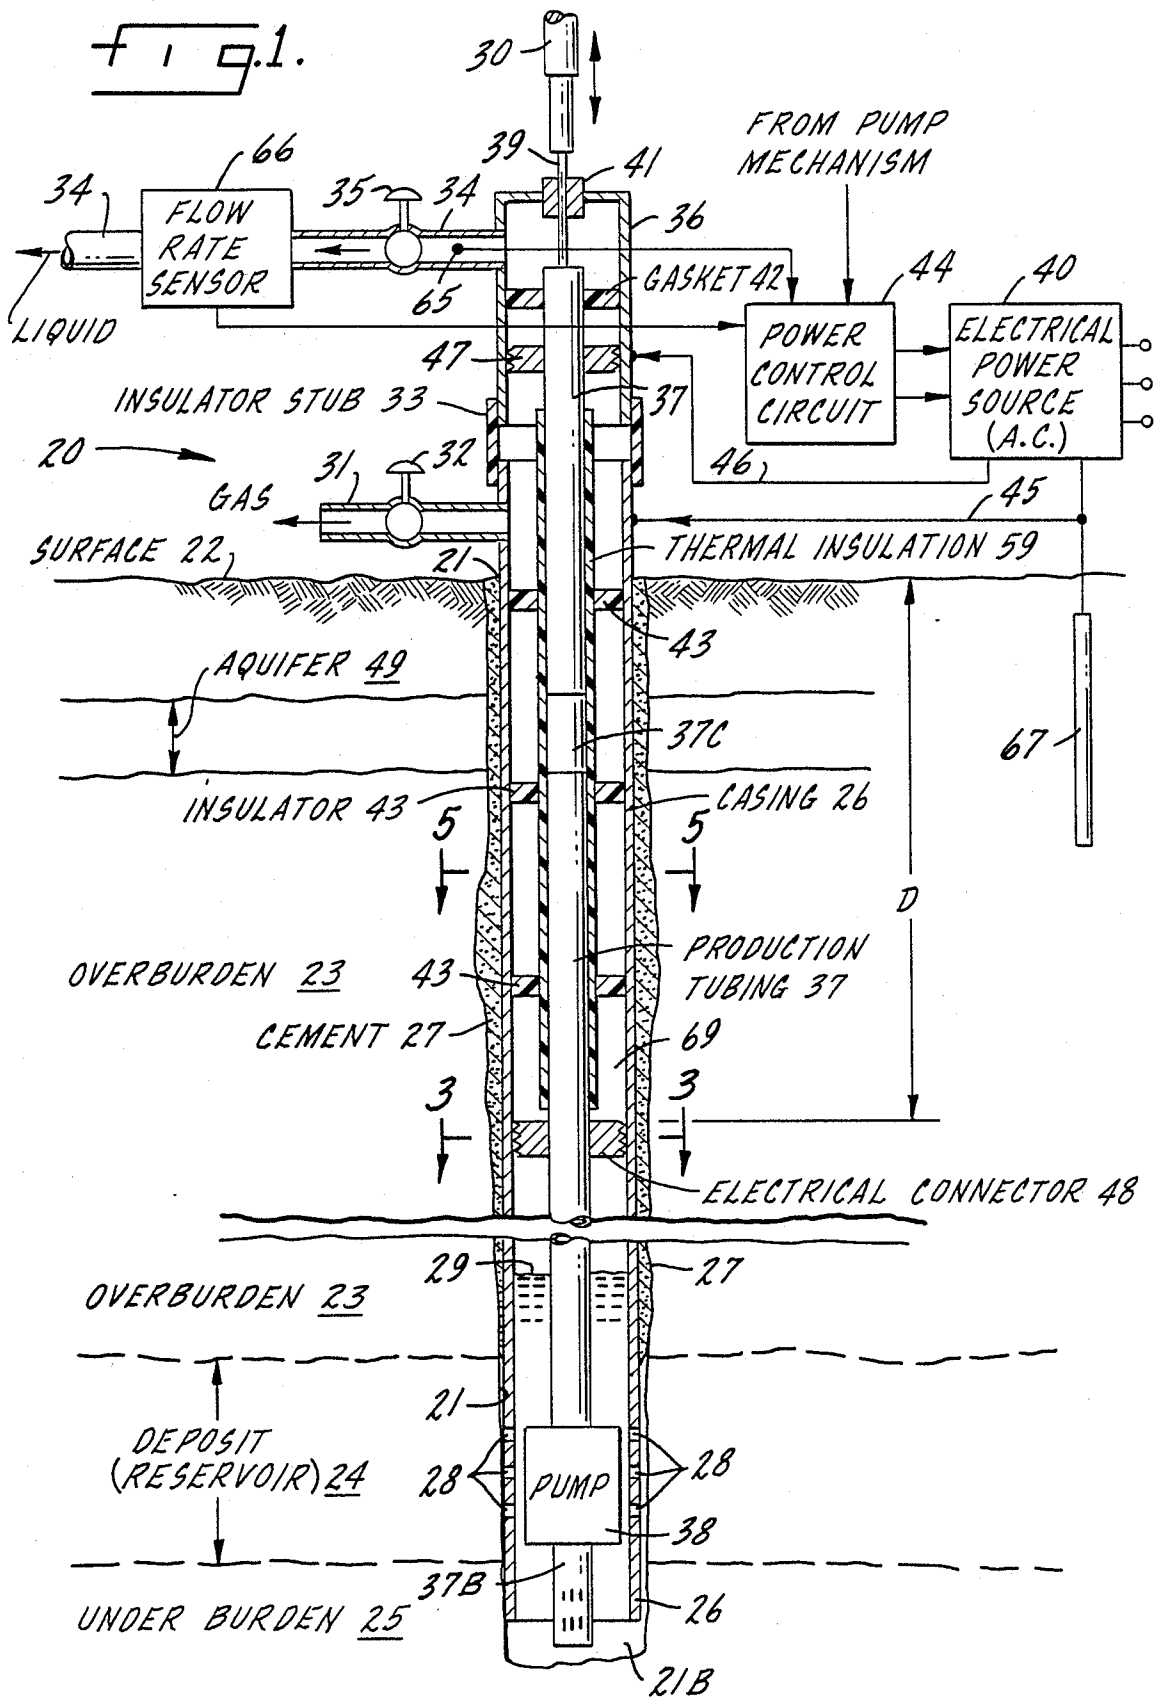 Fig.1.
30
39
41
FROM PUMP
MECHANISM
66
35
34
34
36
FLOW
RATE
SENSOR
65
GASKET 42
44
40
LIQUID
47
POWER
CONTROL
CIRCUIT
ELECTRICAL
POWER
SOURCE
(A.C.)
INSULATOR STUB 33
37
20
32
31
GAS
46
45
SURFACE 22
21
THERMAL INSULATION 59
43
AQUIFER 49
37C
67
INSULATOR 43
CASING 26
5
5
D
OVERBURDEN 23
43
PRODUCTION
TUBING 37
CEMENT 27
69
3
3
ELECTRICAL CONNECTOR 48
29
27
OVERBURDEN 23
21
DEPOSIT
(RESERVOIR) 24
28
PUMP
28
38
37B
26
UNDER BURDEN 25
21B